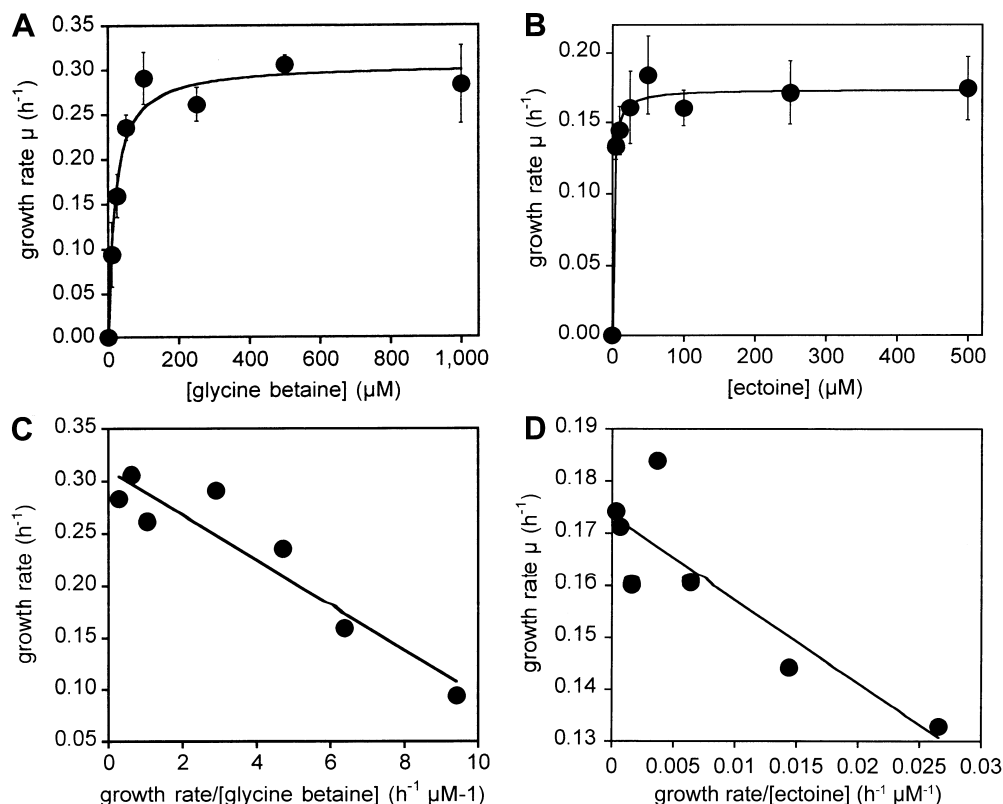 A
growth rate µ (h⁻¹)
0.35
0.30
0.25
0.20
0.15
0.10
0.05
0.00
0 200 400 600 800 1,000
[glycine betaine] (µM)
B
growth rate µ (h⁻¹)
0.20
0.15
0.10
0.05
0.00
0 100 200 300 400 500
[ectoine] (µM)
C
growth rate (h⁻¹)
0.35
0.30
0.25
0.20
0.15
0.10
0.05
0 2 4 6 8 10
growth rate/[glycine betaine] (h⁻¹ µM-1)
D
growth rate µ (h⁻¹)
0.19
0.18
0.17
0.16
0.15
0.14
0.13
0 0.005 0.01 0.015 0.02 0.025 0.03
growth rate/[ectoine] (h⁻¹ µM⁻¹)